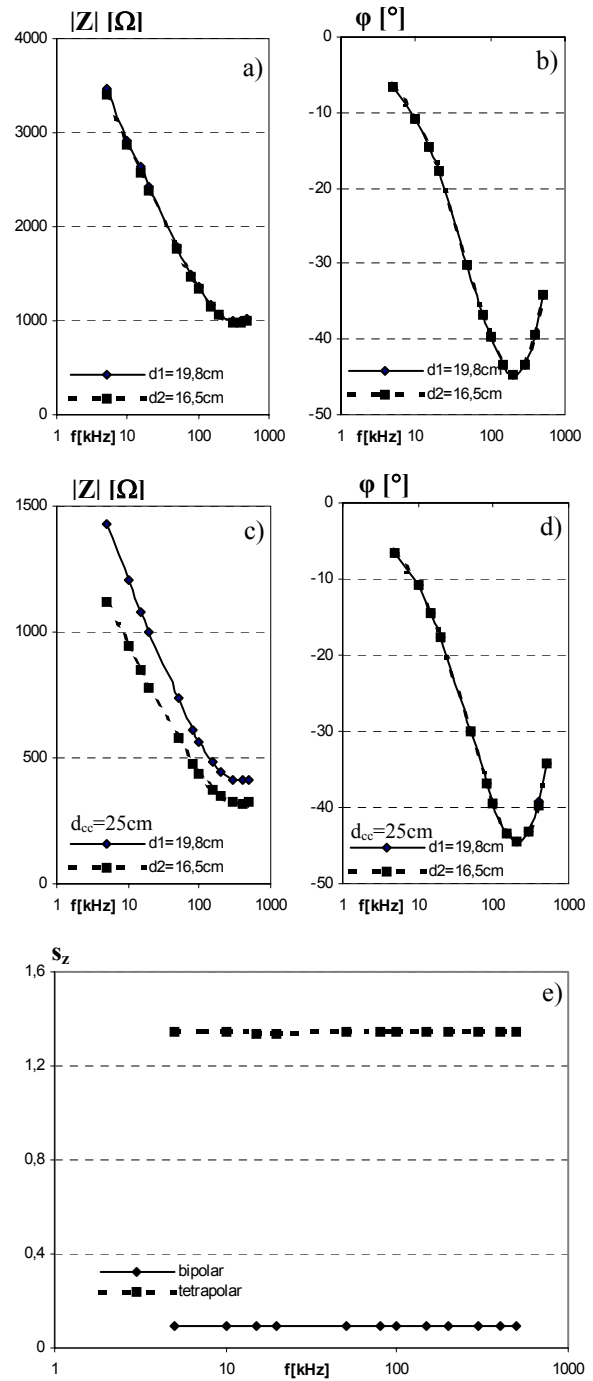 |Z| [Ω]
a)
4000
3000
2000
1000
0
d1= 19,8cm
d2= 16,5cm
1 f[kHz] 10 100 1000
φ [°]
b)
0
-10
-20
-30
-40
-50
d1= 19,8cm
d2= 16,5cm
1 f[kHz] 10 100 1000
|Z| [Ω]
c)
1500
1000
500
0
d_cc=25cm
d1= 19,8cm
d2= 16,5cm
1 f[kHz] 10 100 1000
φ [°]
d)
0
-10
-20
-30
-40
-50
d_cc=25cm
d1= 19,8cm
d2= 16,5cm
1 f[kHz] 10 100 1000
s_z
e)
1,6
1,2
0,8
0,4
0
bipolar
tetrapolar
1 10 f[kHz] 100 1000